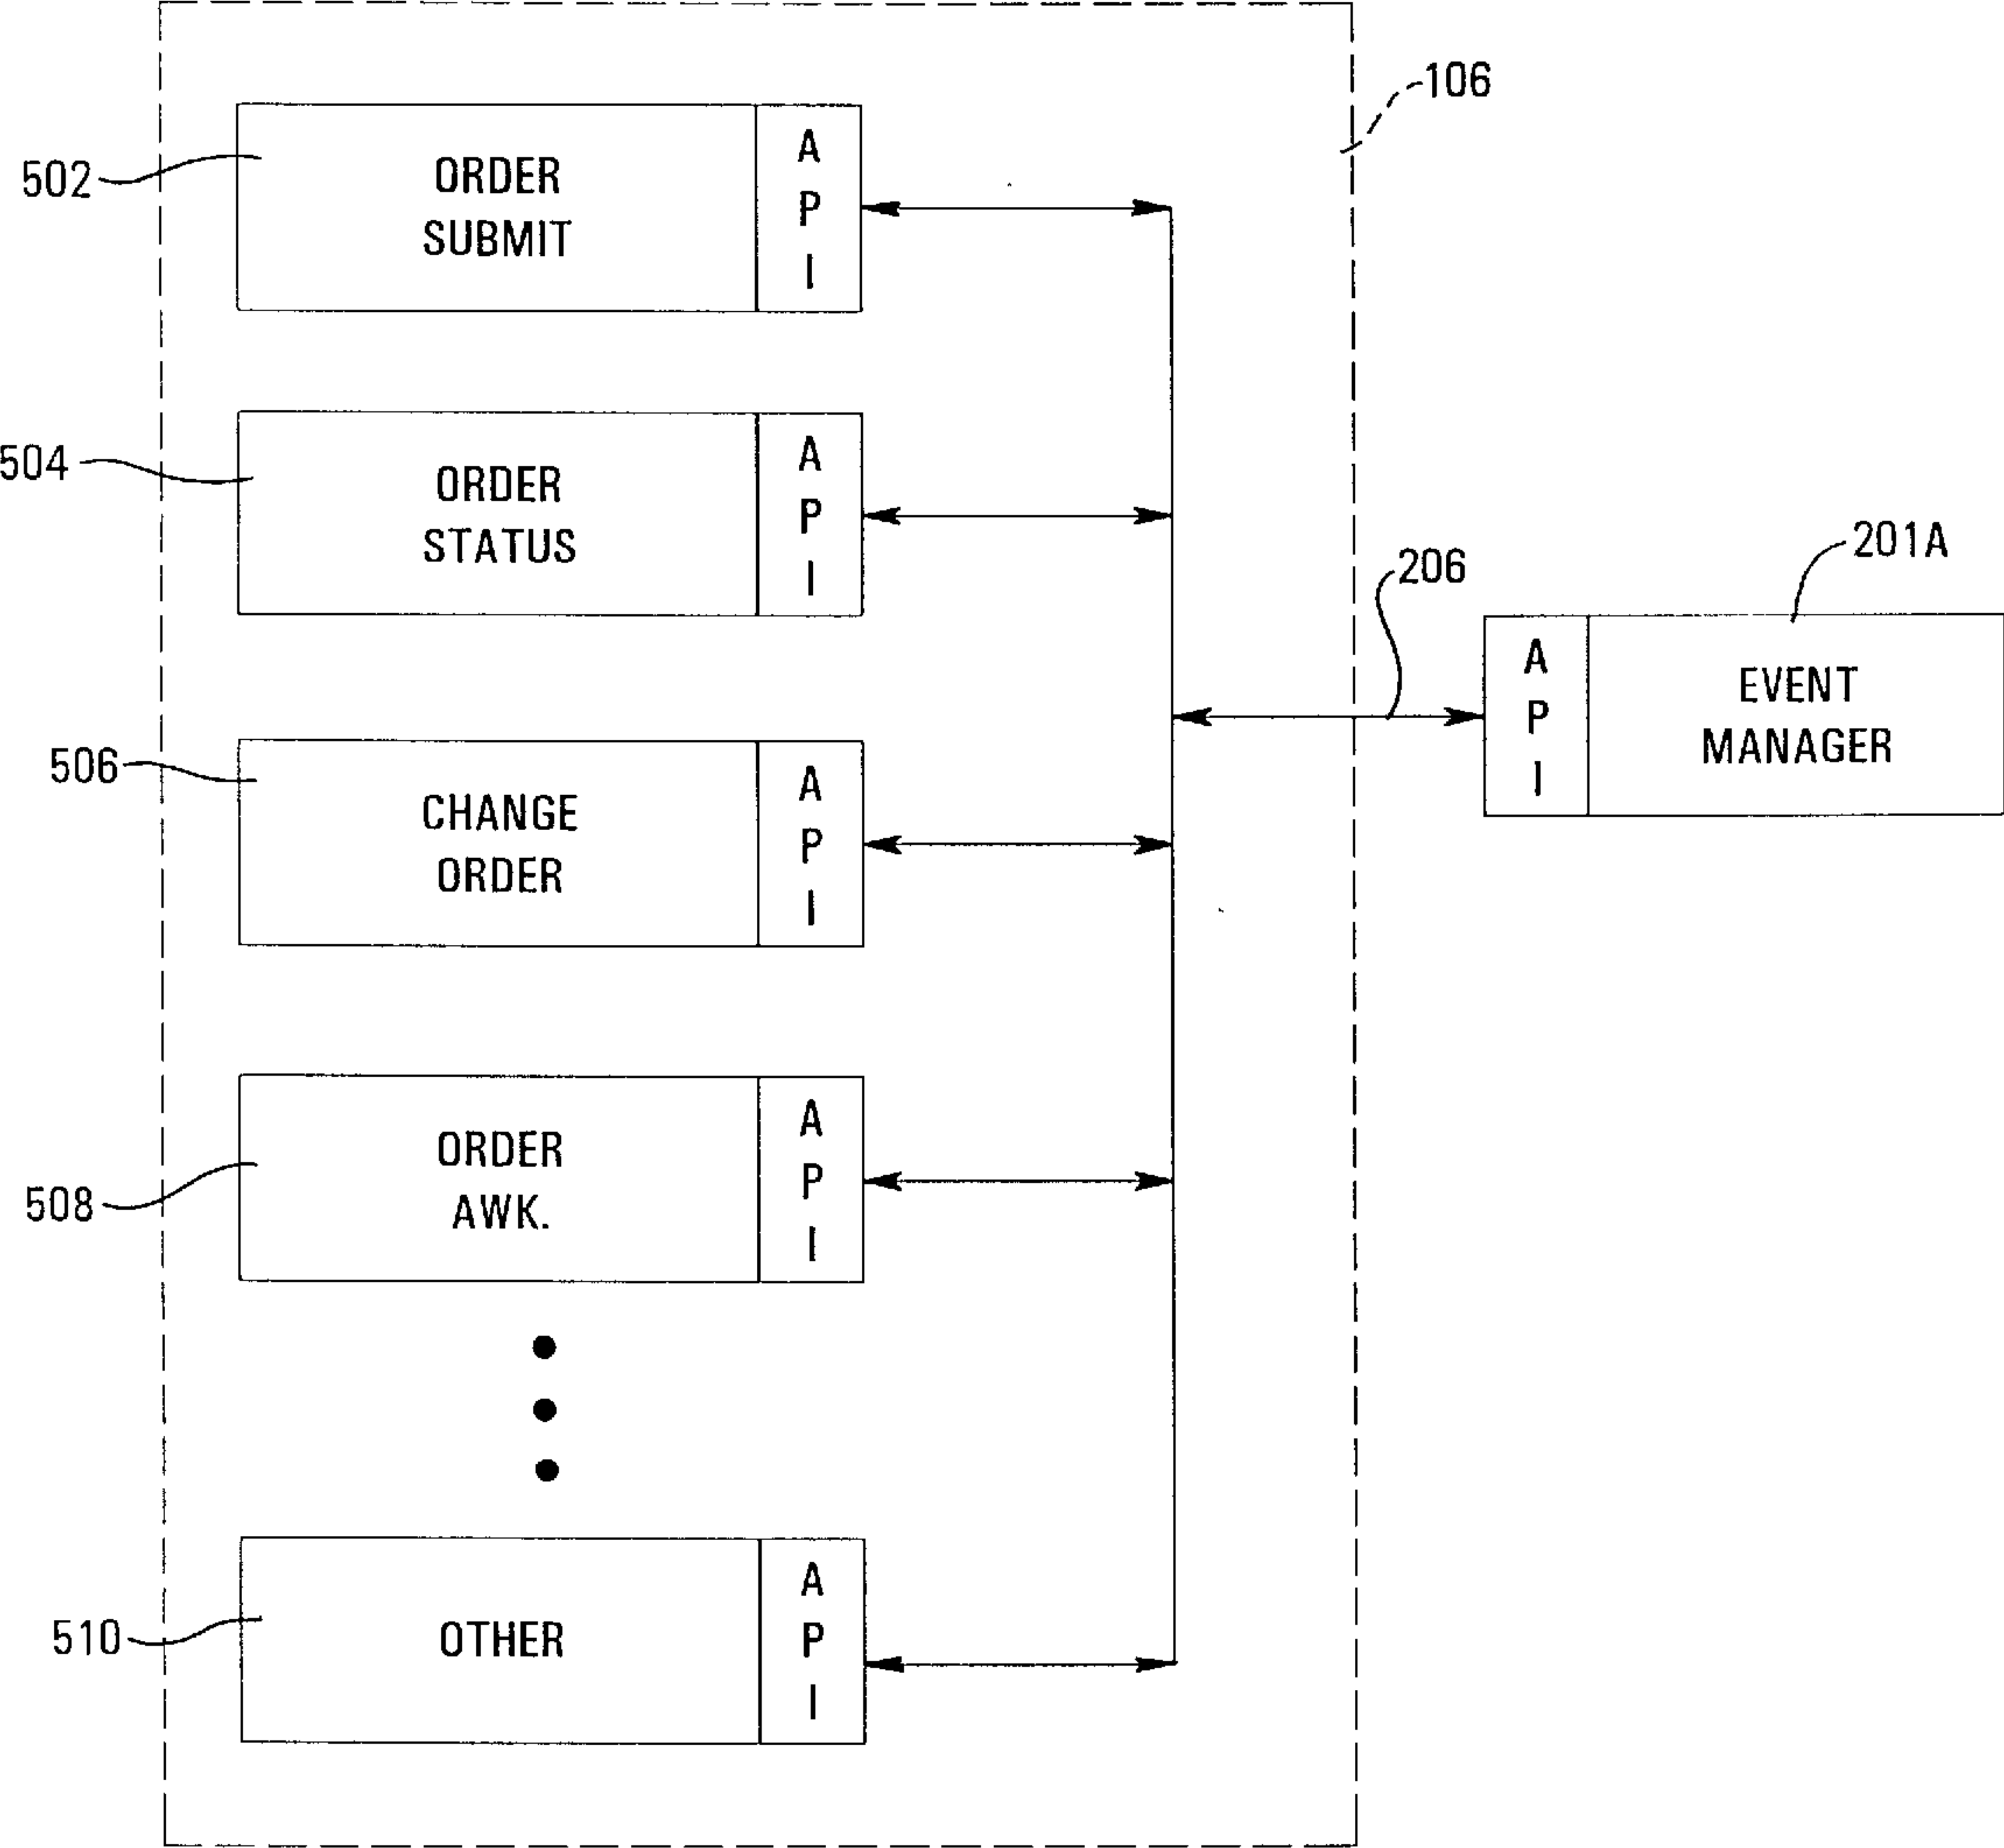 106
502
ORDER
SUBMIT
A
P
I
504
ORDER
STATUS
A
P
I
206
201A
A
P
I
EVENT
MANAGER
506
CHANGE
ORDER
A
P
I
508
ORDER
AWK.
A
P
I
510
OTHER
A
P
I